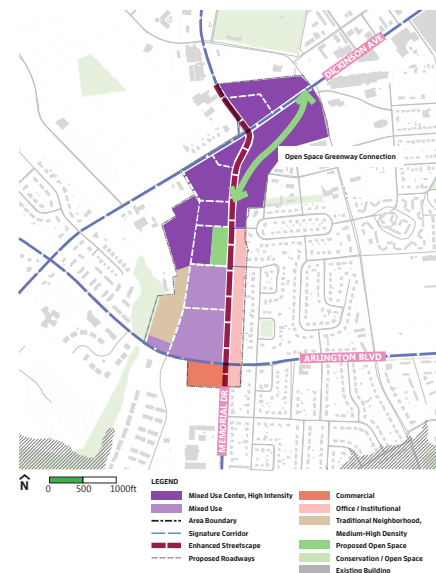 DICKINSON AVE
Open Space Greenway Connection
ARLINGTON BLVD
MEMORIAL DR
N
0 500 1000ft
LEGEND
Mixed Use Center, High Intensity
Mixed Use
Area Boundary
Signature Corridor
Enhanced Streetscape
Proposed Roadways
Commercial
Office / Institutional
Traditional Neighborhood,
Medium-High Density
Proposed Open Space
Conservation / Open Space
Existing Building